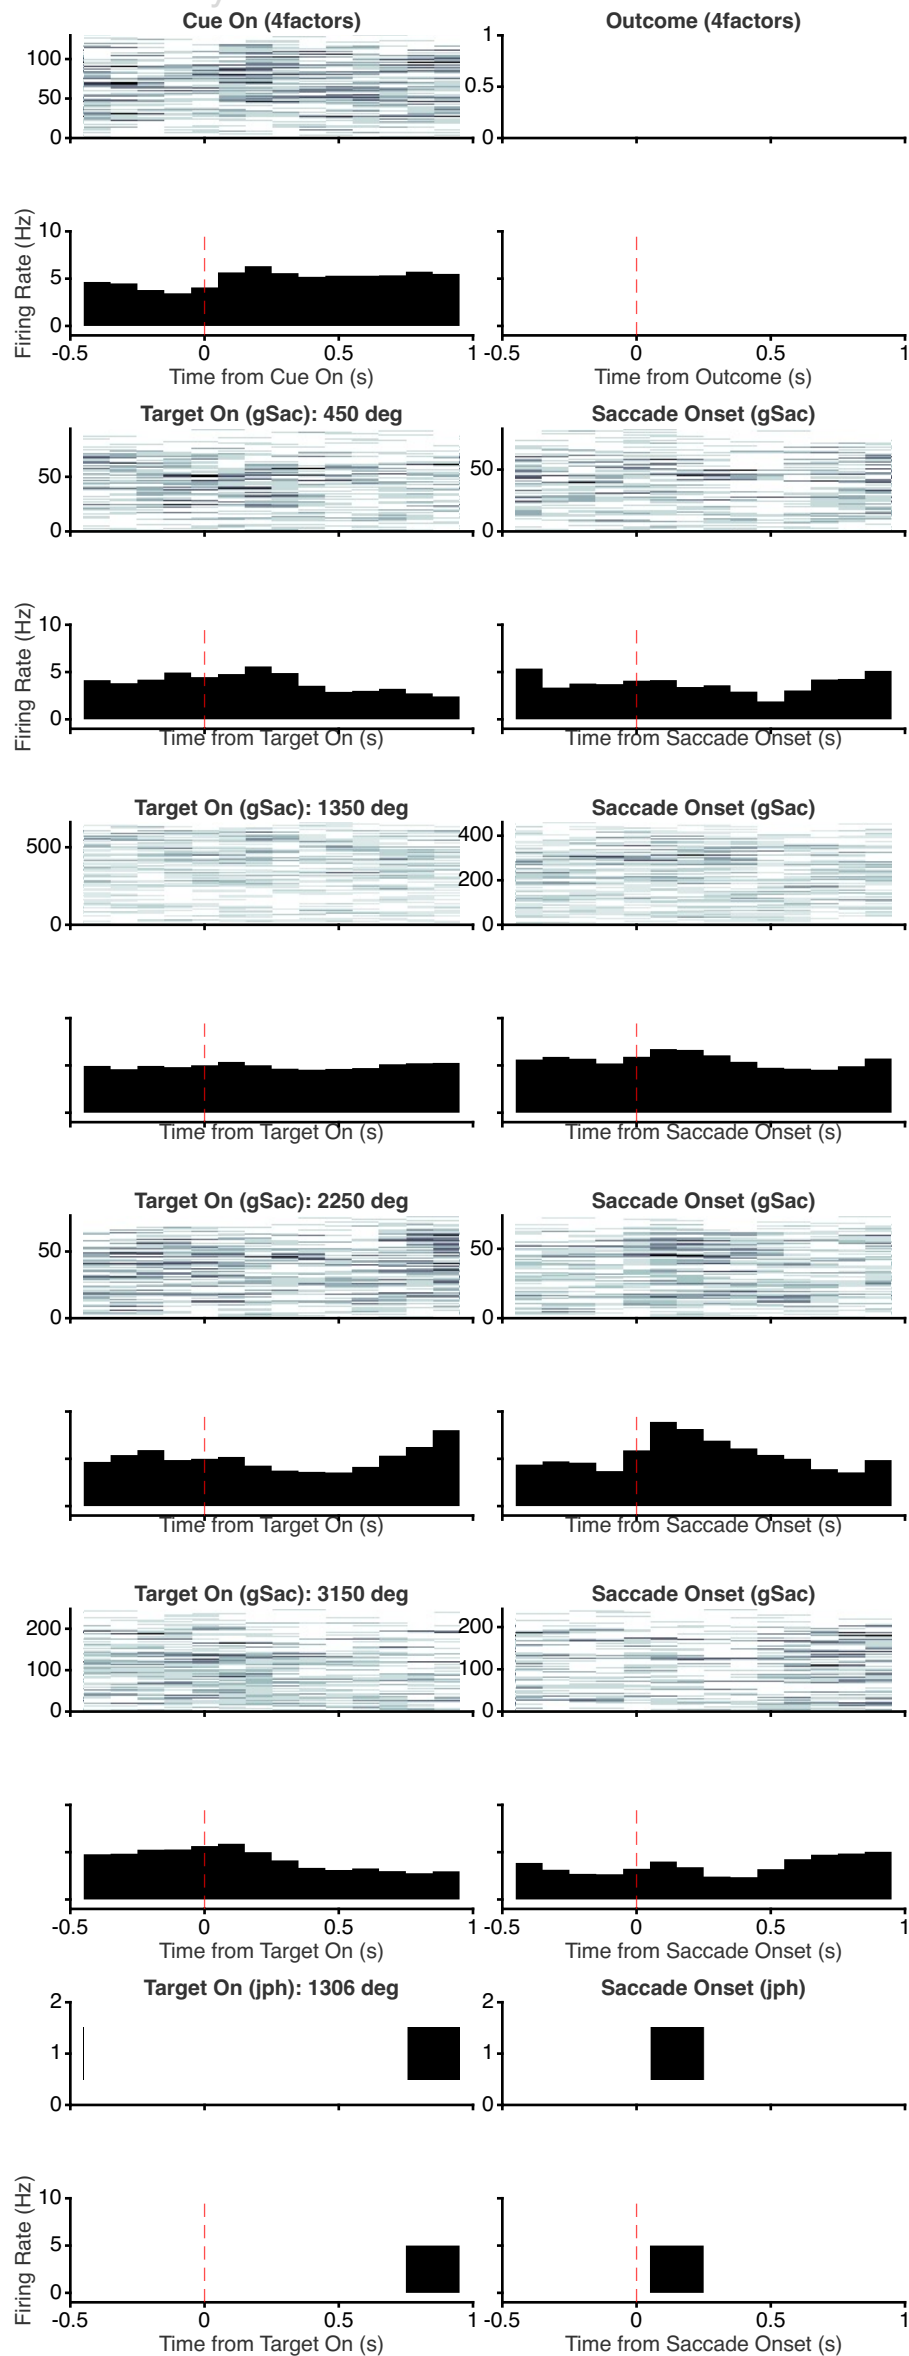 Cue On (4factors) Outcome (4factors)
100
50
0
1
0.5
0
Firing Rate (Hz)
10
5
0
-0.5 0 0.5 1 -0.5 0 0.5 1
Time from Cue On (s) Time from Outcome (s)
Target On (gSac): 450 deg Saccade Onset (gSac)
50
0
50
0
Firing Rate (Hz)
10
5
0
Time from Target On (s) Time from Saccade Onset (s)
Target On (gSac): 1350 deg Saccade Onset (gSac)
500
0
400
200
0
Time from Target On (s) Time from Saccade Onset (s)
Target On (gSac): 2250 deg Saccade Onset (gSac)
50
0
50
0
Time from Target On (s) Time from Saccade Onset (s)
Target On (gSac): 3150 deg Saccade Onset (gSac)
200
100
0
200
100
0
-0.5 0 0.5 1 -0.5 0 0.5 1
Time from Target On (s) Time from Saccade Onset (s)
Target On (jph): 1306 deg Saccade Onset (jph)
2
1
0
2
1
0
Firing Rate (Hz)
10
5
0
-0.5 0 0.5 1 -0.5 0 0.5 1
Time from Target On (s) Time from Saccade Onset (s)